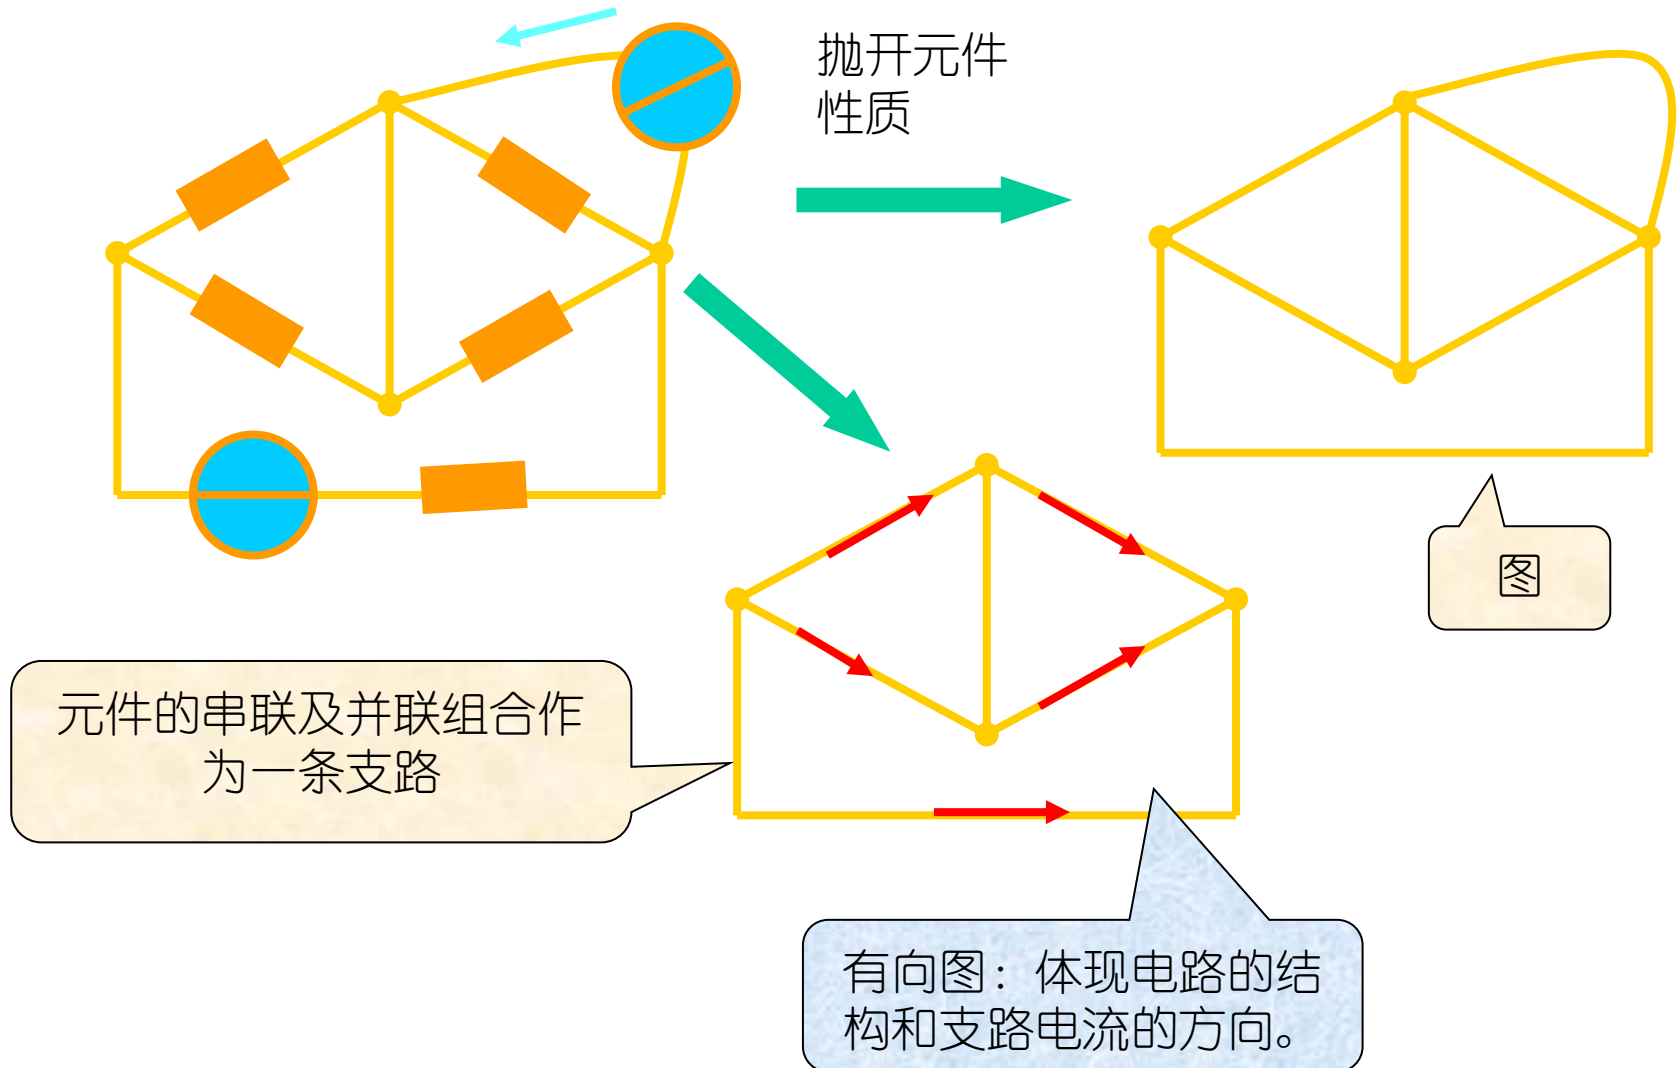 抛开元件
性质
图
元件的串联及并联组合作
为一条支路
有向图：体现电路的结
构和支路电流的方向。